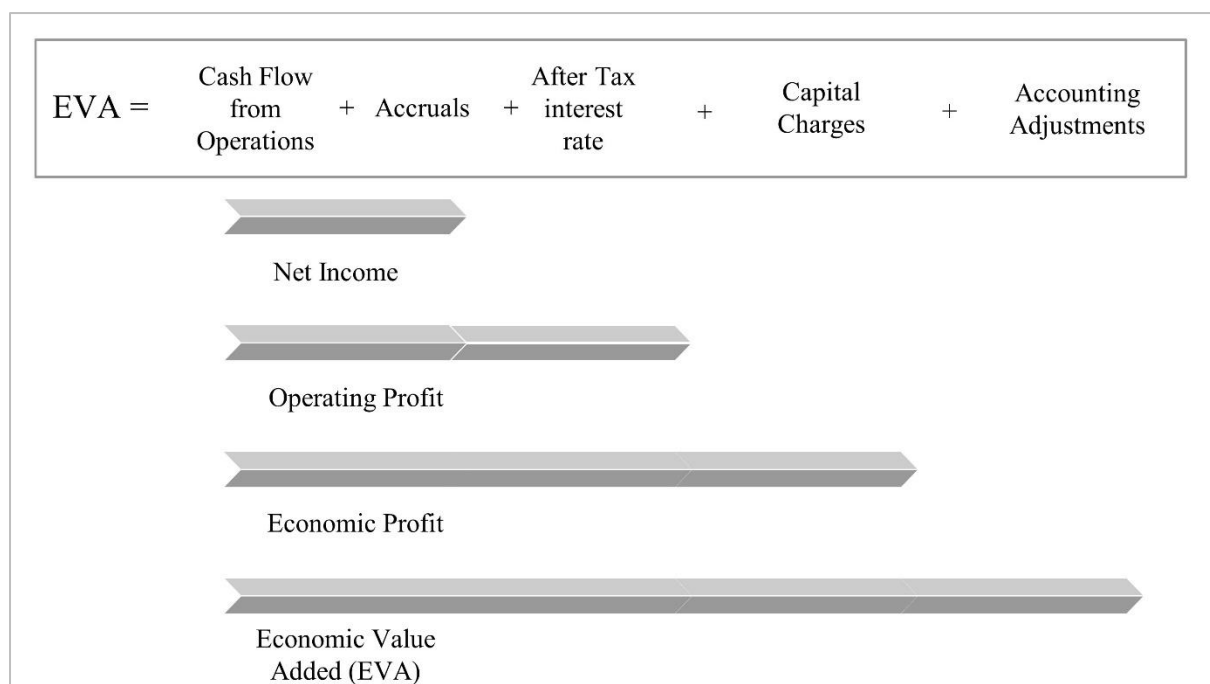 EVA = Cash Flow from Operations + Accruals + After Tax interest rate + Capital Charges + Accounting Adjustments
Net Income
Operating Profit
Economic Profit
Economic Value
Added (EVA)